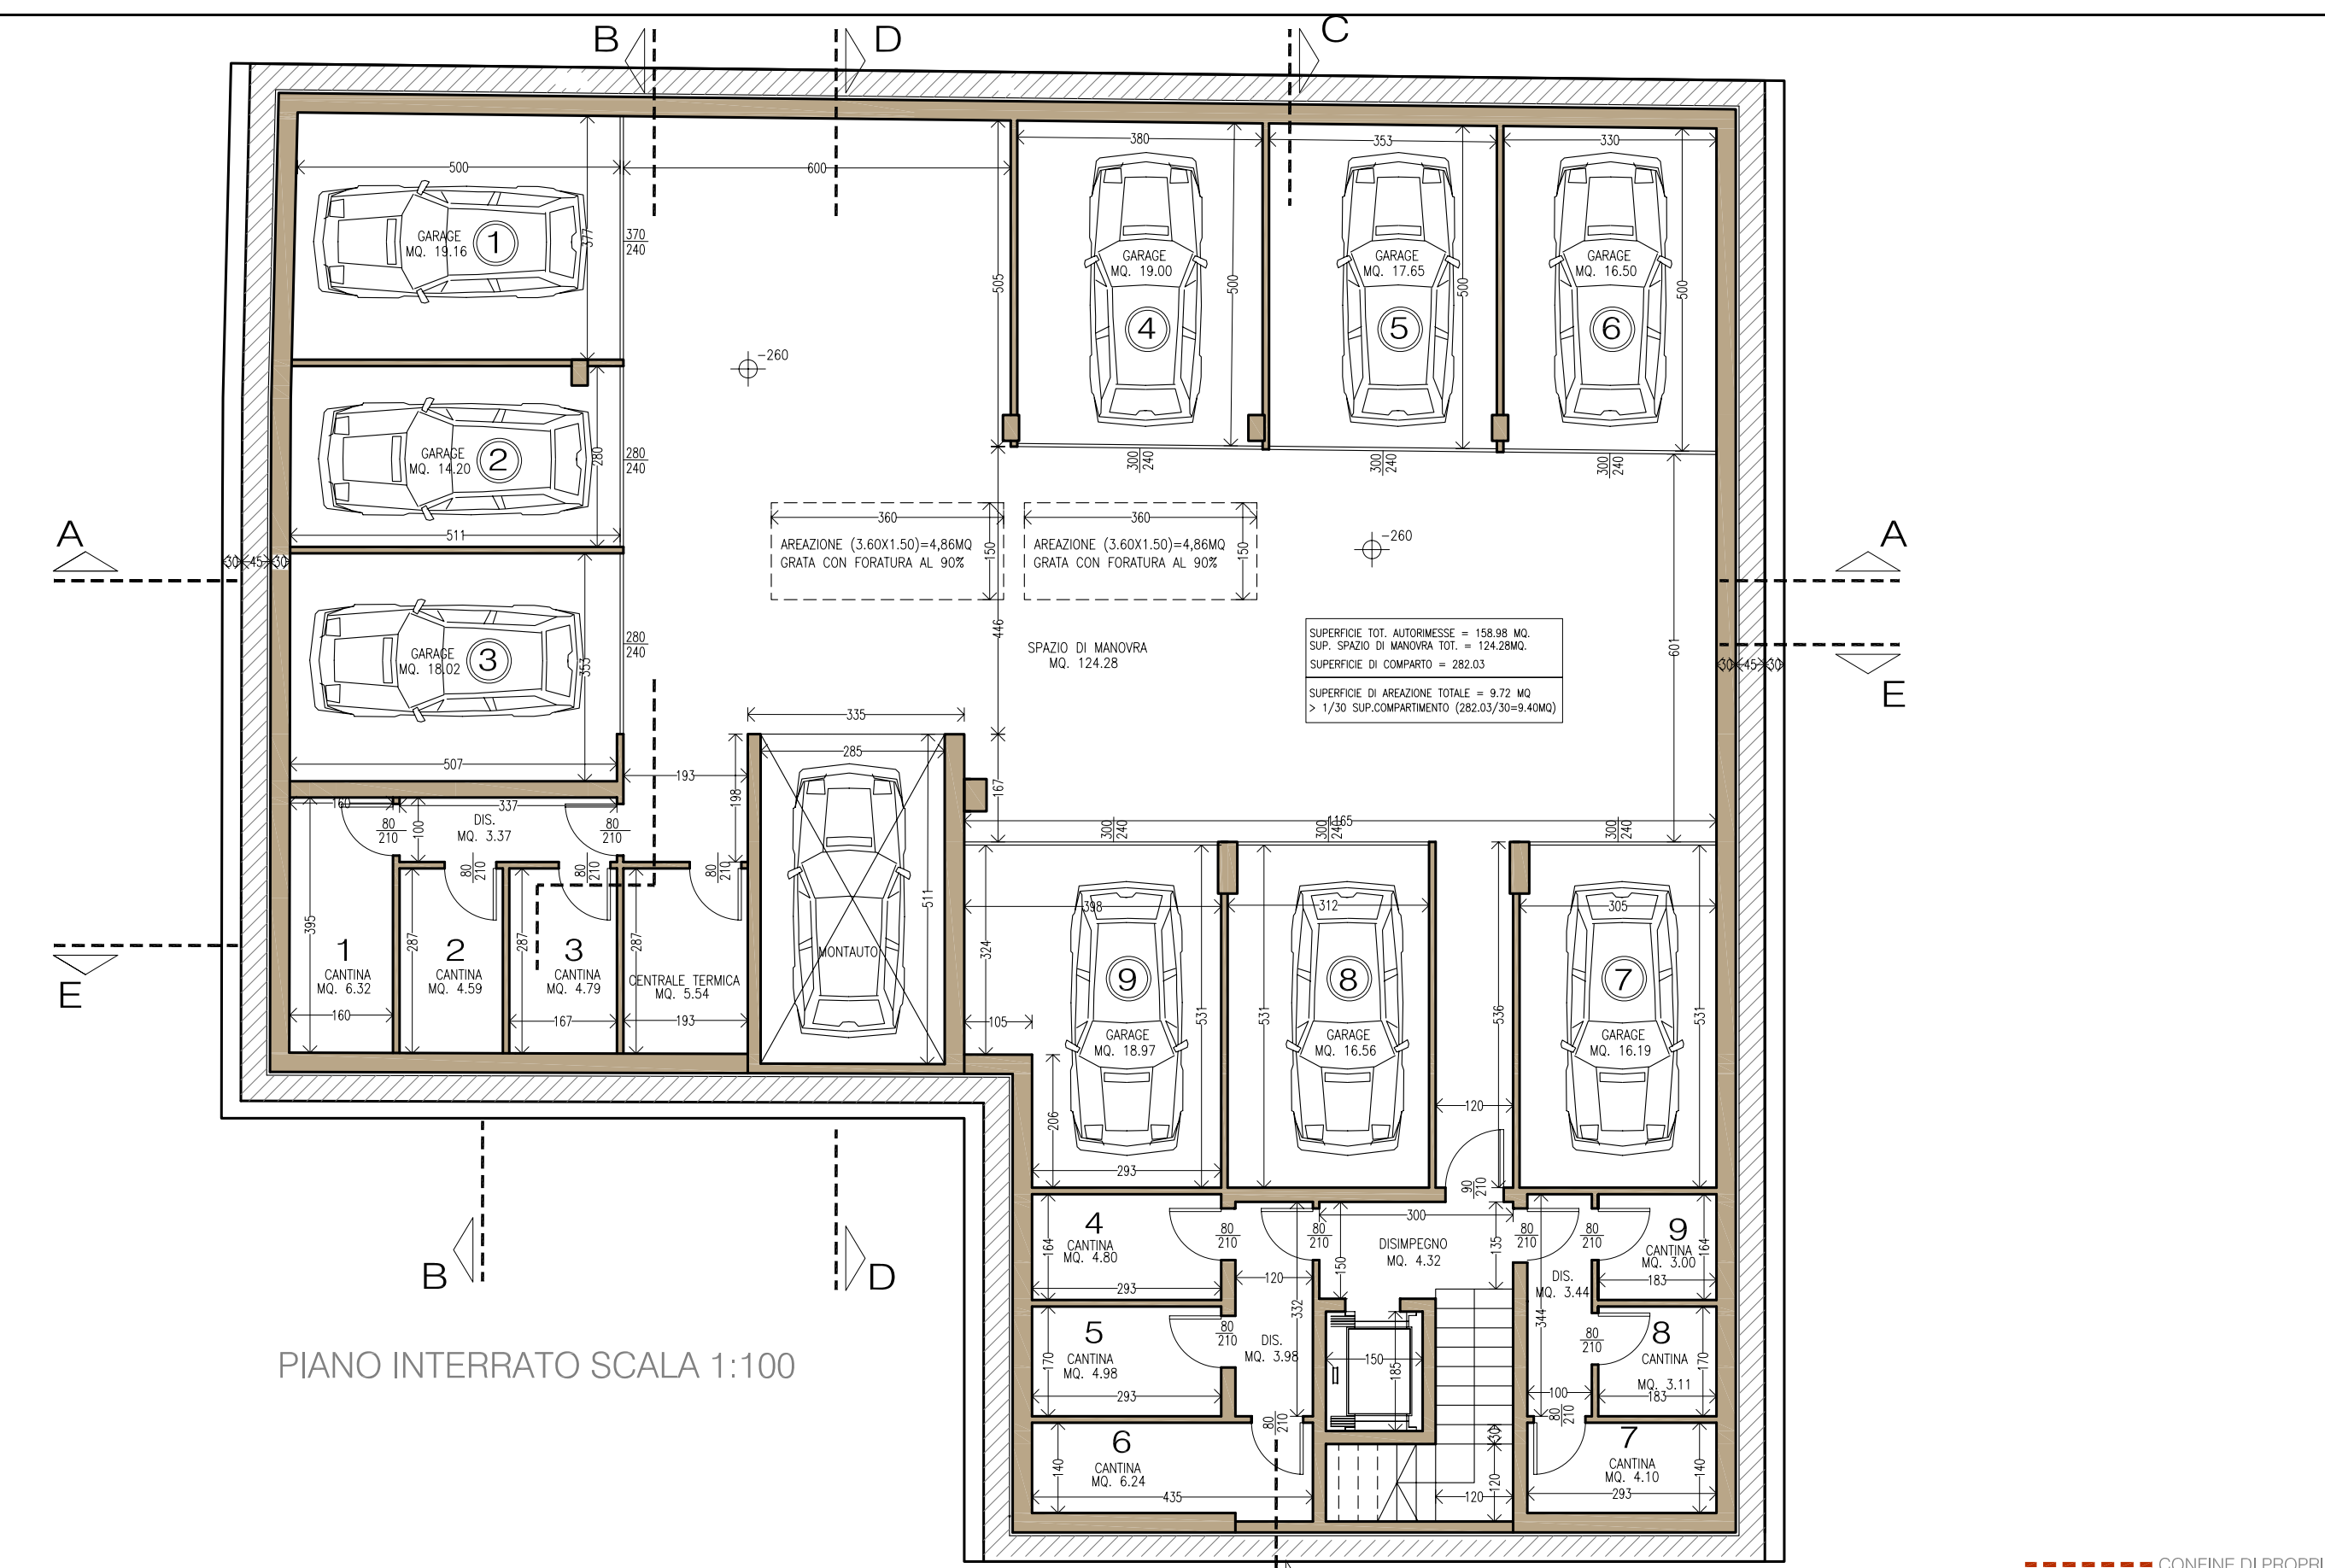 B
D
C
500
600
380
353
330
GARAGE
MQ. 19.16
1
377
370
240
505
GARAGE
MQ. 19.00
4
500
GARAGE
MQ. 17.65
5
500
GARAGE
MQ. 16.50
6
500
-260
GARAGE
MQ. 14.20
2
280
280
240
511
300
240
300
240
300
240
A
A
30
45
30
360
AREAZIONE (3.60X1.50)=4,86MQ
GRATA CON FORATURA AL 90%
150
360
AREAZIONE (3.60X1.50)=4,86MQ
GRATA CON FORATURA AL 90%
150
-260
GARAGE
MQ. 18.02
3
353
280
240
507
446
SPAZIO DI MANOVRA
MQ. 124.28
SUPERFICIE TOT. AUTORIMESSE = 158.98 MQ.
SUP. SPAZIO DI MANOVRA TOT. = 124.28MQ.
SUPERFICIE DI COMPARTO = 282.03
SUPERFICIE DI AREAZIONE TOTALE = 9.72 MQ
> 1/30 SUP.COMPARTIMENTO (282.03/30=9.40MQ)
601
30
45
30
E
335
285
193
198
167
160
337
80
210
100
DIS.
MQ. 3.37
80
210
80
210
80
210
80
210
300
240
300
240
1165
300
240
395
287
287
287
511
324
398
312
305
536
E
1
CANTINA
MQ. 6.32
160
2
CANTINA
MQ. 4.59
3
CANTINA
MQ. 4.79
167
CENTRALE TERMICA
MQ. 5.54
193
MONTAUTO
105
9
GARAGE
MQ. 18.97
531
531
8
GARAGE
MQ. 16.56
7
GARAGE
MQ. 16.19
531
206
293
120
90
210
B
D
4
CANTINA
MQ. 4.80
164
293
80
210
120
80
210
300
150
DISIMPEGNO
MQ. 4.32
135
80
210
80
210
9
CANTINA
MQ. 3.00
164
183
PIANO INTERRATO SCALA 1:100
5
CANTINA
MQ. 4.98
170
293
80
210
332
DIS.
MQ. 3.98
150
185
DIS.
MQ. 3.44
344
100
80
210
8
CANTINA
MQ. 3.11
170
183
6
CANTINA
MQ. 6.24
140
435
80
210
30
120
120
80
210
7
CANTINA
MQ. 4.10
140
293
CONFINE DI PROPRI